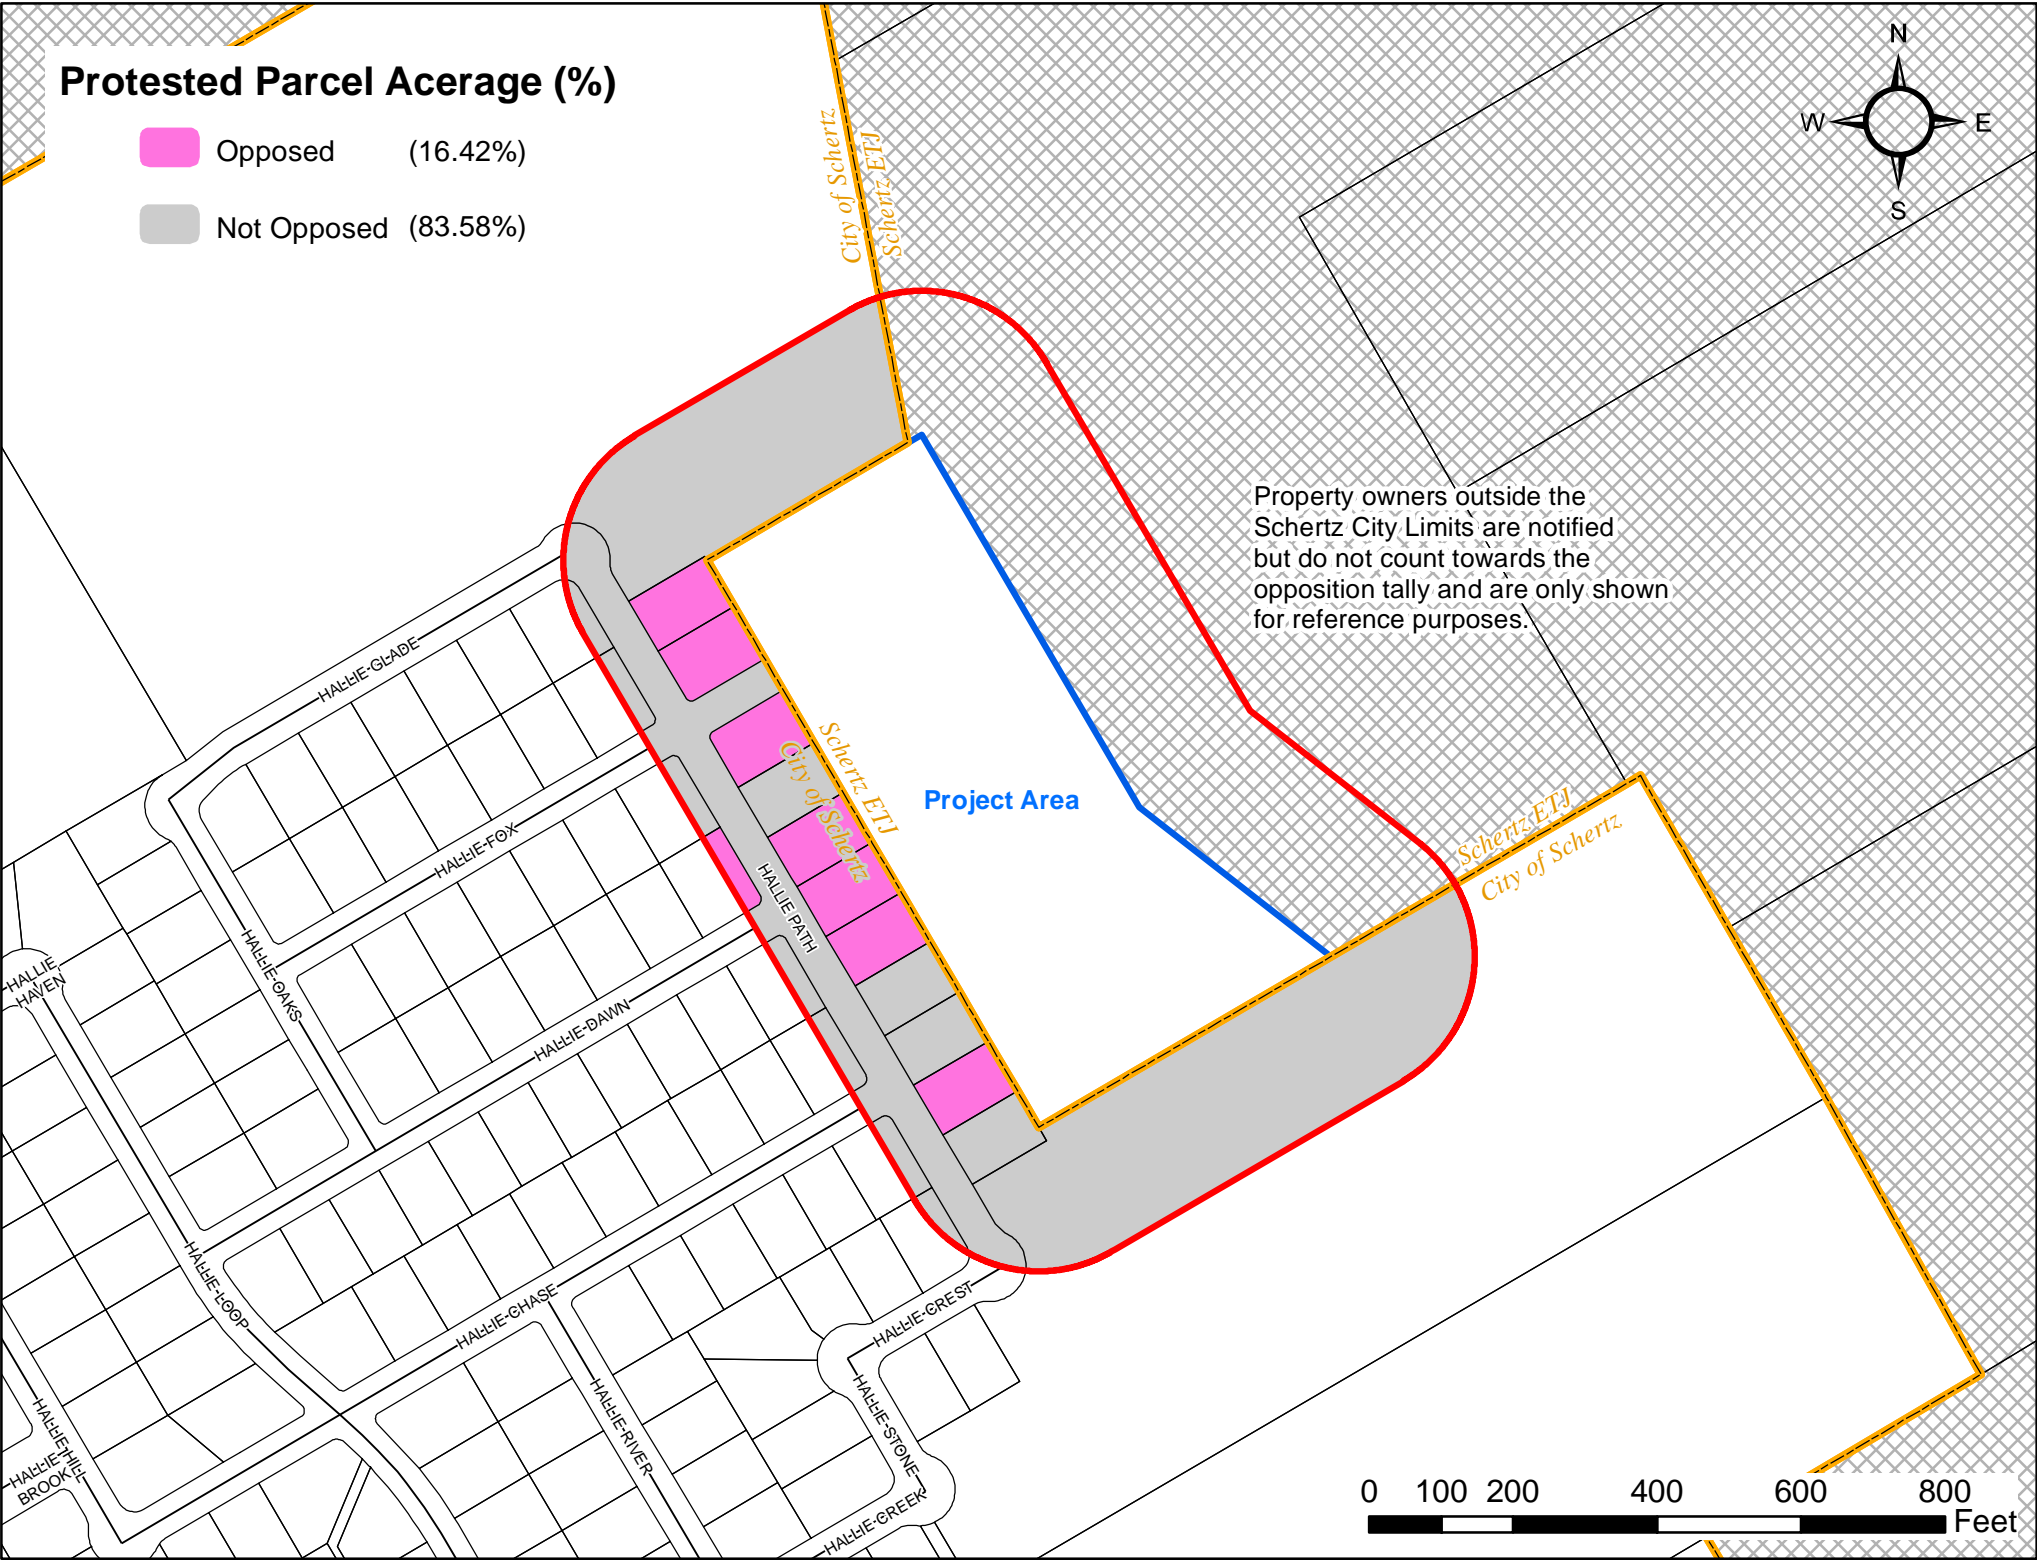 Protested Parcel Acerage (%)
Opposed (16.42%)
Not Opposed (83.58%)
N
W E
S
City of Schertz
Schertz ETJ
Property owners outside the
Schertz City Limits are notified
but do not count towards the
opposition tally and are only shown
for reference purposes.
HALLIE GLADE
Schertz ETJ
City of Schertz
Project Area
Schertz ETJ
City of Schertz
HALLIE FOX
HALLIE PATH
HALLIE
HAVEN
HALLIE OAKS
HALLIE DAWN
HALLIE LOOP
HALLIE CHASE
HALLIE CREST
HALLIE RIVER
HALLIE STONE
HALLIE HILL
HALLIE
BROOK
HALLIE CREEK
0 100 200 400 600 800
Feet